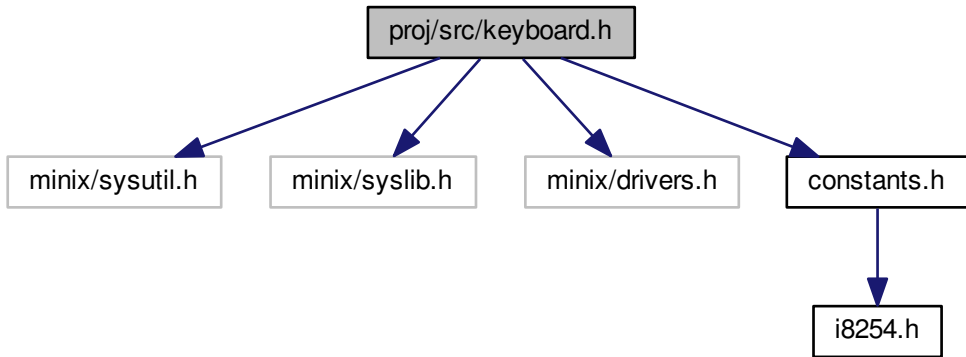 proj/src/keyboard.h
minix/sysutil.h
minix/syslib.h
minix/drivers.h
constants.h
i8254.h